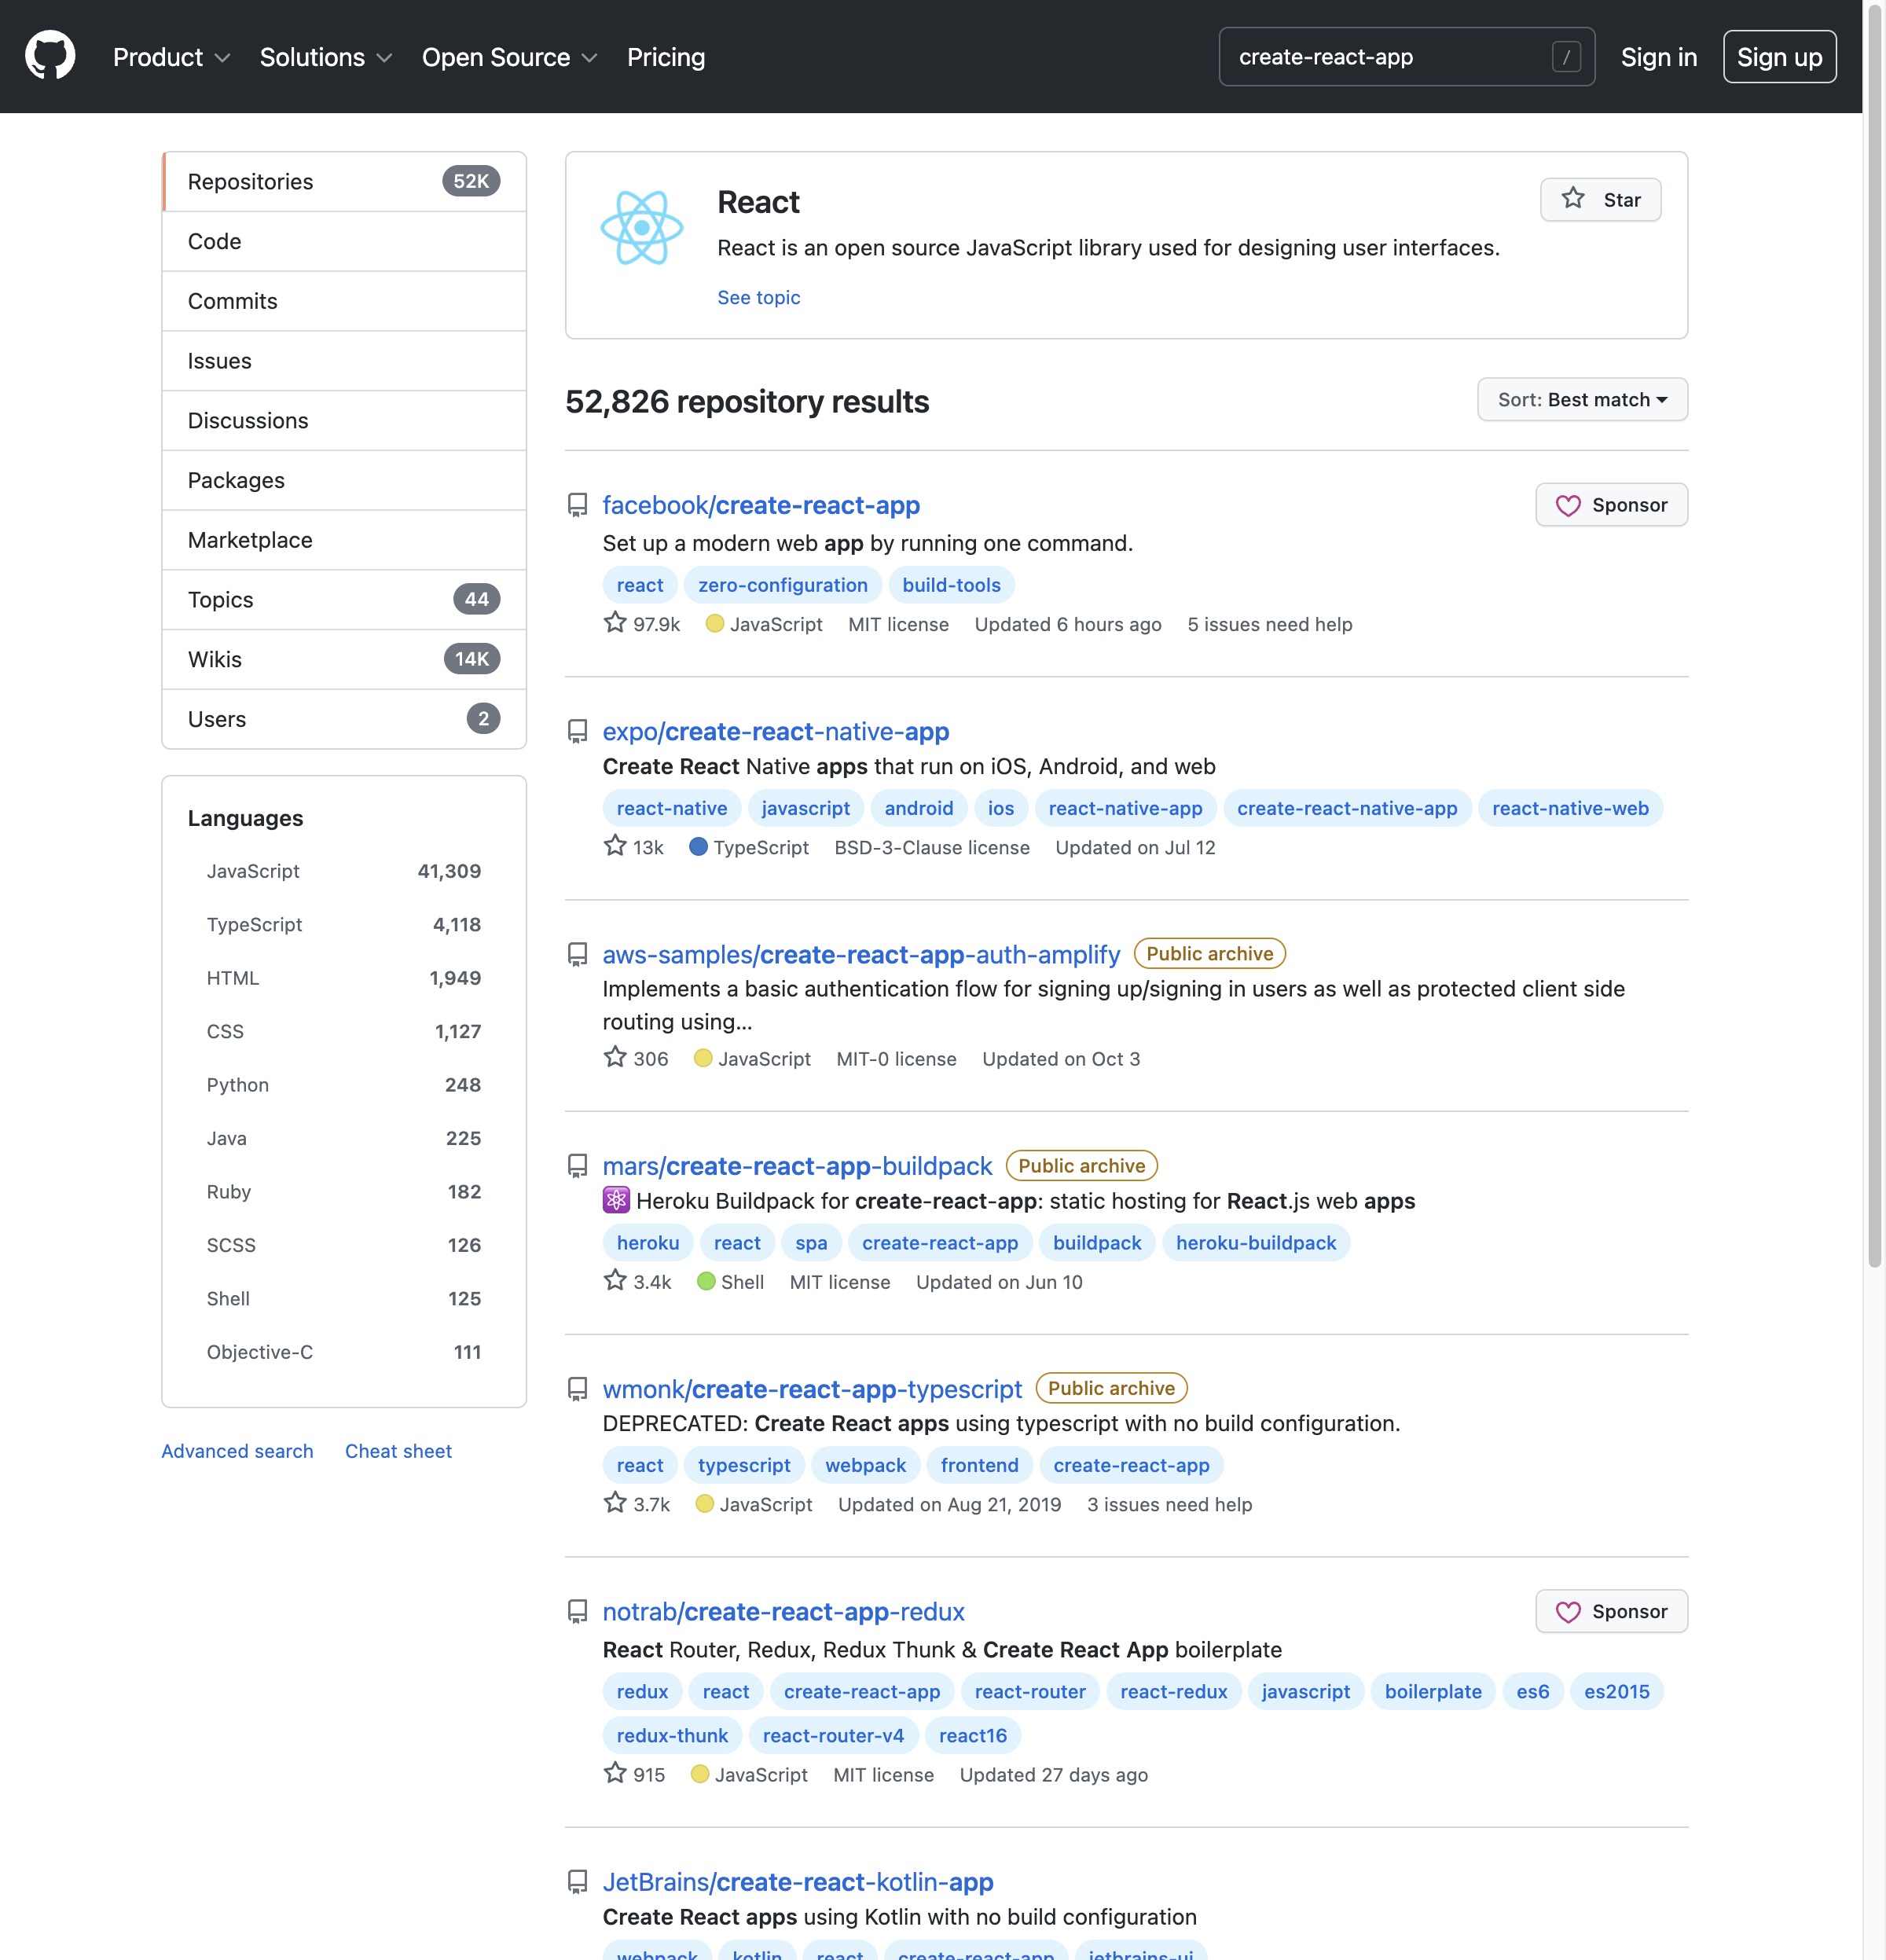 Product Solutions Open Source Pricing create-react-app / Sign in Sign up
Repositories 52K
Code
Commits
Issues
Discussions
Packages
Marketplace
Topics 44
Wikis 14K
Users 2
Languages
JavaScript 41,309
TypeScript 4,118
HTML 1,949
CSS 1,127
Python 248
Java 225
Ruby 182
SCSS 126
Shell 125
Objective-C 111
Advanced search Cheat sheet
React Star
React is an open source JavaScript library used for designing user interfaces.
See topic
52,826 repository results Sort: Best match
facebook/create-react-app Sponsor
Set up a modern web app by running one command.
react zero-configuration build-tools
97.9k JavaScript MIT license Updated 6 hours ago 5 issues need help
expo/create-react-native-app
Create React Native apps that run on iOS, Android, and web
react-native javascript android ios react-native-app create-react-native-app react-native-web
13k TypeScript BSD-3-Clause license Updated on Jul 12
aws-samples/create-react-app-auth-amplify Public archive
Implements a basic authentication flow for signing up/signing in users as well as protected client side
routing using...
306 JavaScript MIT-0 license Updated on Oct 3
mars/create-react-app-buildpack Public archive
Heroku Buildpack for create-react-app: static hosting for React.js web apps
heroku react spa create-react-app buildpack heroku-buildpack
3.4k Shell MIT license Updated on Jun 10
wmonk/create-react-app-typescript Public archive
DEPRECATED: Create React apps using typescript with no build configuration.
react typescript webpack frontend create-react-app
3.7k JavaScript Updated on Aug 21, 2019 3 issues need help
notrab/create-react-app-redux Sponsor
React Router, Redux, Redux Thunk & Create React App boilerplate
redux react create-react-app react-router react-redux javascript boilerplate es6 es2015
redux-thunk react-router-v4 react16
915 JavaScript MIT license Updated 27 days ago
JetBrains/create-react-kotlin-app
Create React apps using Kotlin with no build configuration
webpack kotlin react create-react-app jetbrains-ui